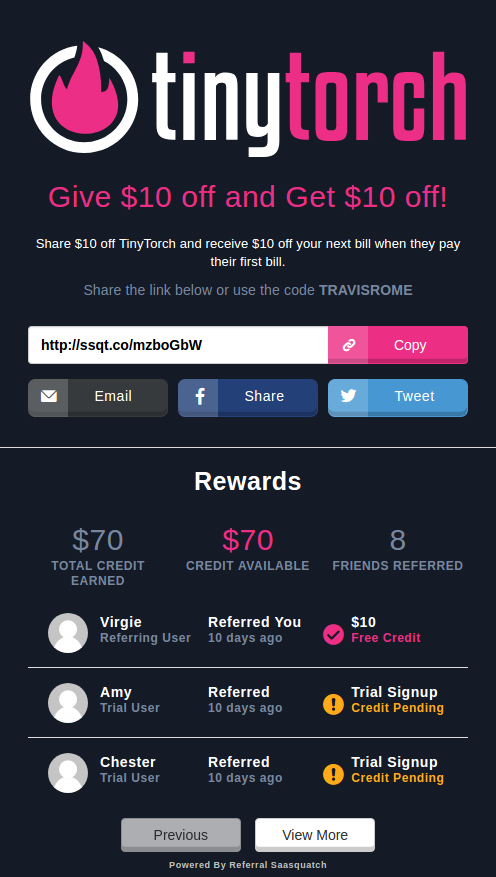 tinytorch
Give $10 off and Get $10 off!
Share $10 off TinyTorch and receive $10 off your next bill when they pay
their first bill.
Share the link below or use the code TRAVISROME
http://ssqt.co/mzboGbW Copy
Email Share Tweet
Rewards
$70 $70 8
TOTAL CREDIT CREDIT AVAILABLE FRIENDS REFERRED
EARNED
Virgie Referred You $10
Referring User 10 days ago Free Credit
Amy Referred Trial Signup
Trial User 10 days ago Credit Pending
Chester Referred Trial Signup
Trial User 10 days ago Credit Pending
Previous View More
Powered By Referral Saasquatch